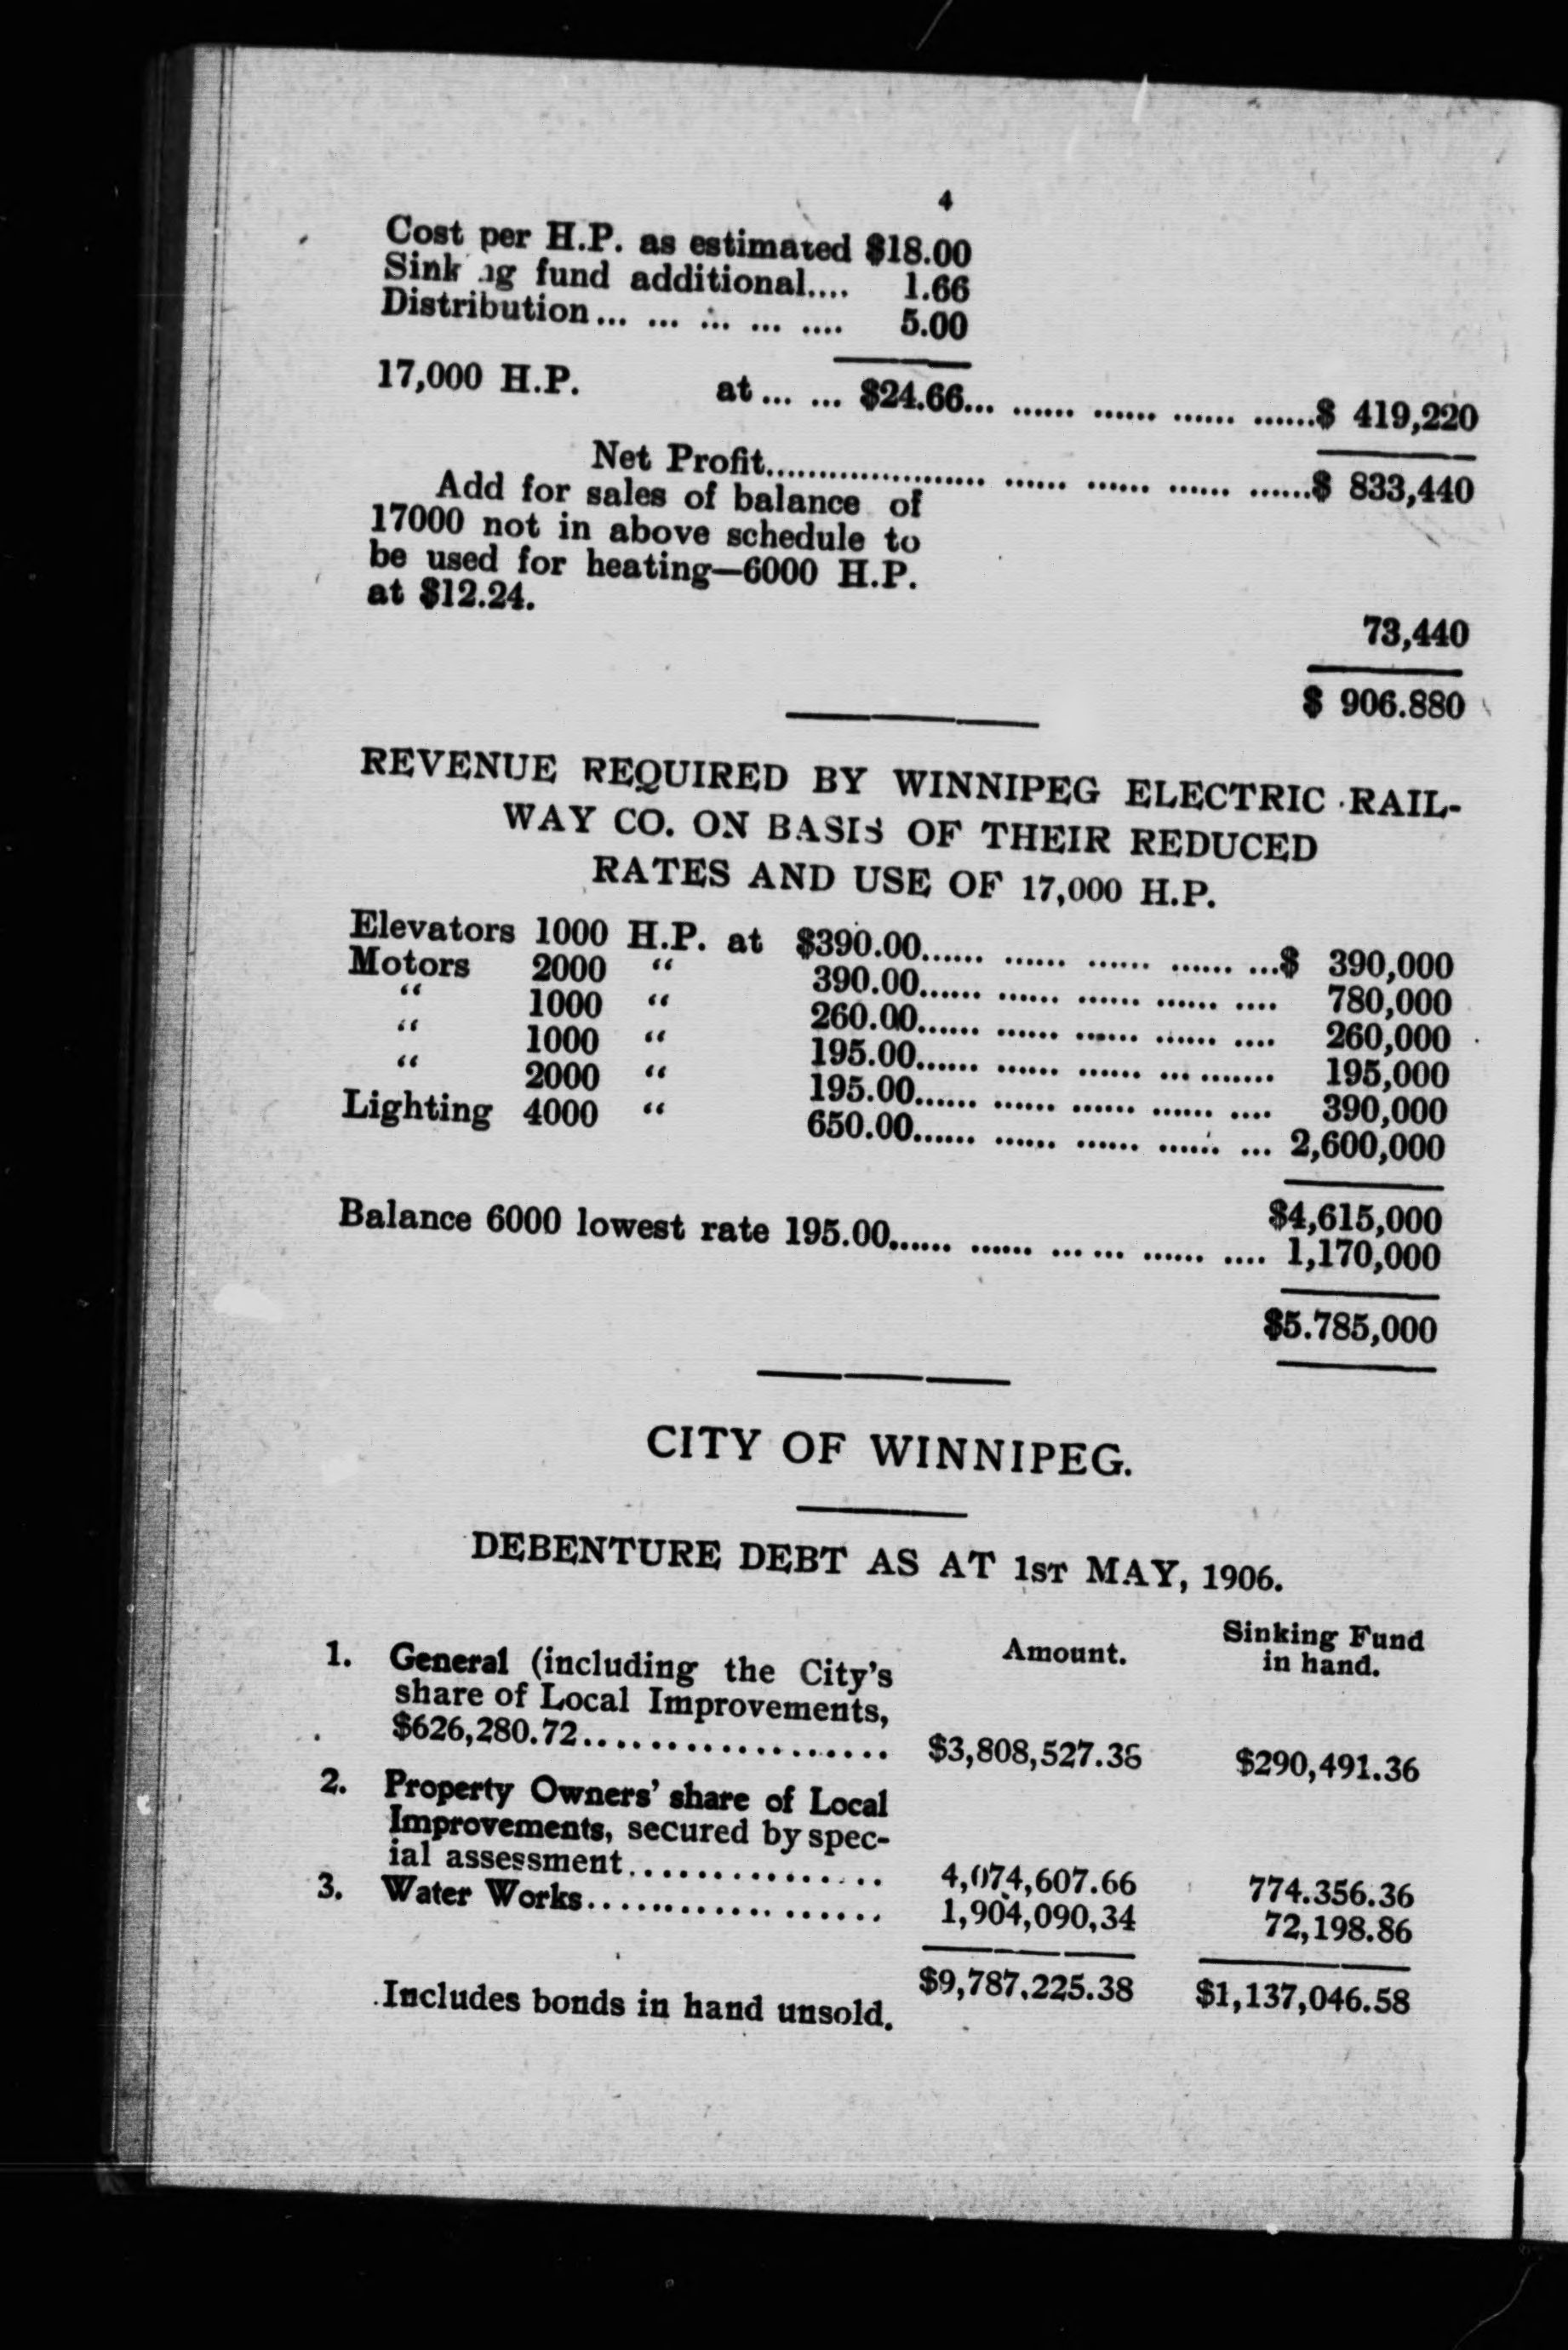 4
Cost per H.P. as estimated $18.00
Sink ng fund additional.... 1.66
Distribution... ... ... ... .... 5.00
17,000 H.P. at... ... $24.66... ...... ...... ...... ......$ 419,220
Net Profit..................... ...... ...... ...... ......$ 833,440
Add for sales of balance of
17000 not in above schedule to
be used for heating—6000 H.P.
at $12.24.
73,440
$ 906.880
REVENUE REQUIRED BY WINNIPEG ELECTRIC RAIL-
WAY CO. ON BASIS OF THEIR REDUCED
RATES AND USE OF 17,000 H.P.
Elevators 1000 H.P. at $390.00...... ...... ...... ...... ...$ 390,000
Motors 2000 “ 390.00...... ...... ...... ...... .... 780,000
“ 1000 “ 260.00...... ...... ...... ...... .... 260,000
“ 1000 “ 195.00...... ...... ...... ... ....... 195,000
“ 2000 “ 195.00...... ...... ...... ...... .... 390,000
Lighting 4000 “ 650.00...... ...... ...... ...... ... 2,600,000
$4,615,000
Balance 6000 lowest rate 195.00...... ...... ... ... ...... .... 1,170,000
$5.785,000
CITY OF WINNIPEG.
DEBENTURE DEBT AS AT 1ST MAY, 1906.
Amount. Sinking Fund
in hand.
1. General (including the City's
share of Local Improvements,
$626,280.72................... $3,808,527.38 $290,491.36
2. Property Owners' share of Local
Improvements, secured by spec-
ial assessment................ 4,074,607.66 774.356.36
3. Water Works................... 1,904,090,34 72,198.86
$9,787,225.38 $1,137,046.58
Includes bonds in hand unsold.